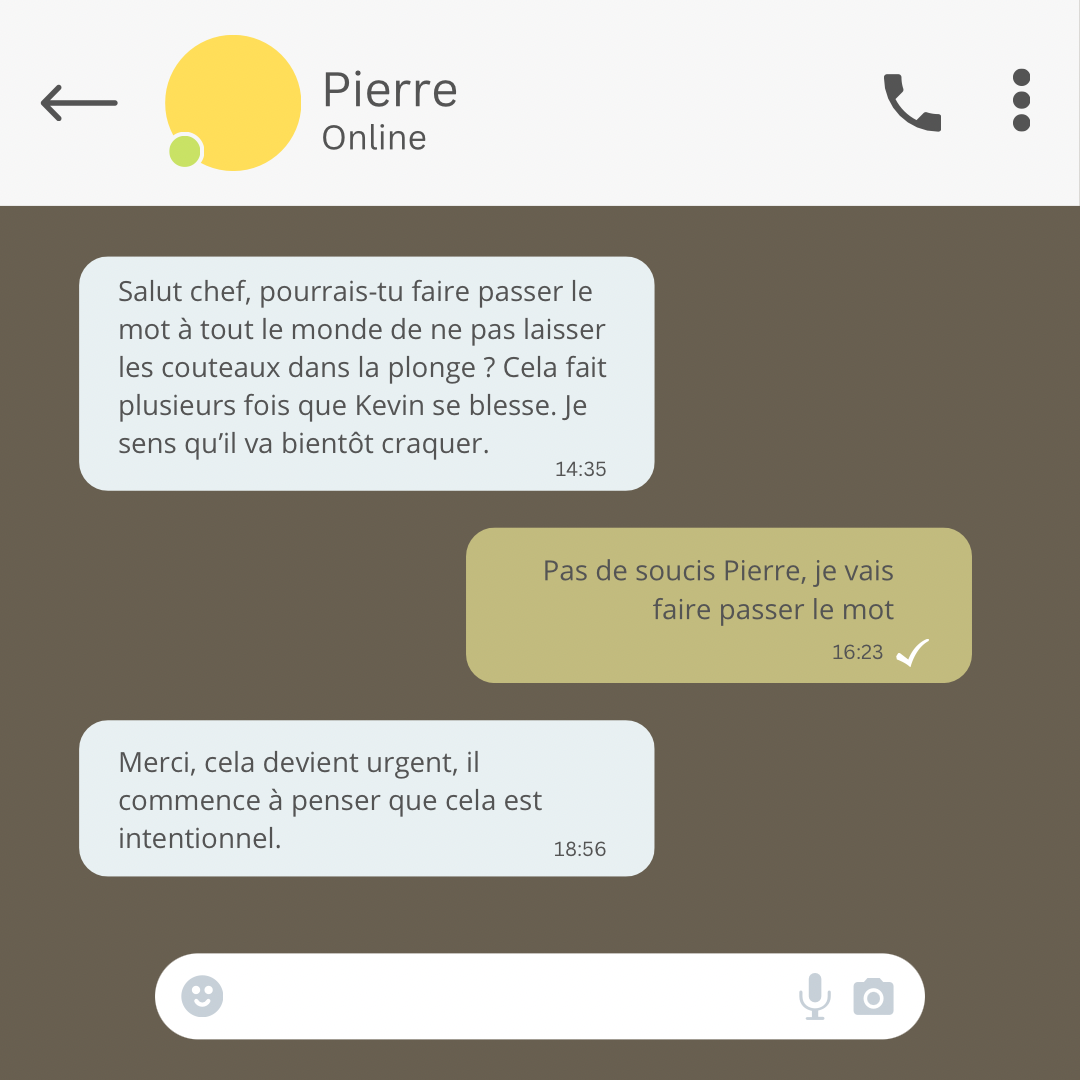 Pierre
Online
Salut chef, pourrais-tu faire passer le
mot à tout le monde de ne pas laisser
les couteaux dans la plonge ? Cela fait
plusieurs fois que Kevin se blesse. Je
sens qu’il va bientôt craquer.
14:35
Pas de soucis Pierre, je vais
faire passer le mot
16:23
Merci, cela devient urgent, il
commence à penser que cela est
intentionnel.
18:56